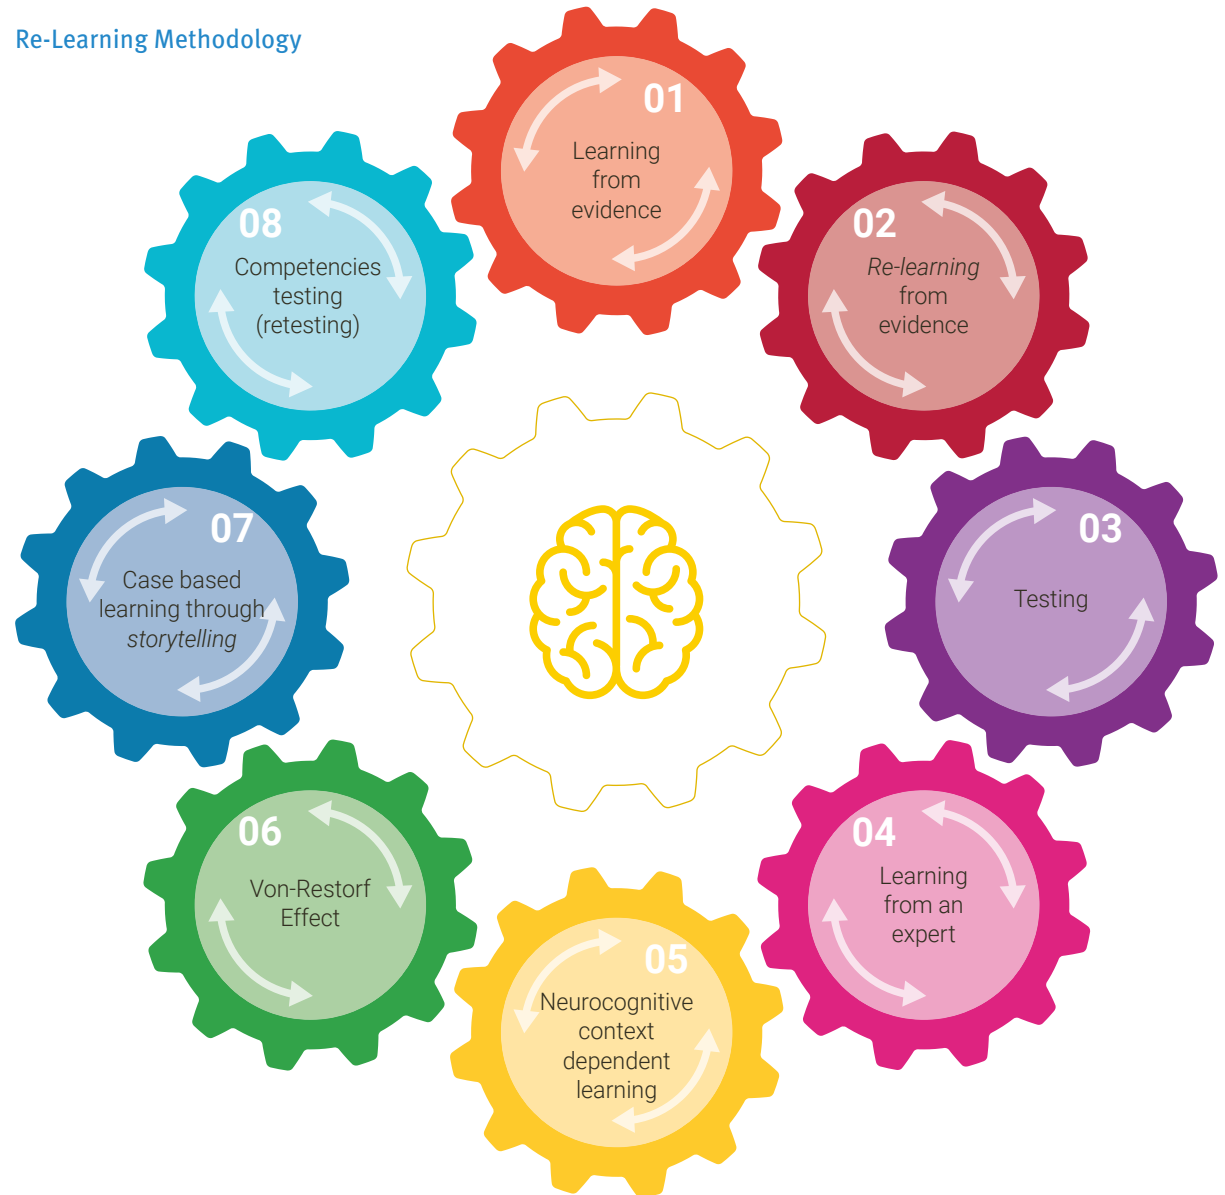 Re-Learning Methodology
01
Learning
from
evidence
02
Re-learning
from
evidence
03
Testing
04
Learning
from an
expert
05
Neurocognitive
context
dependent
learning
06
Von-Restorf
Effect
07
Case based
learning through
storytelling
08
Competencies
testing
(retesting)